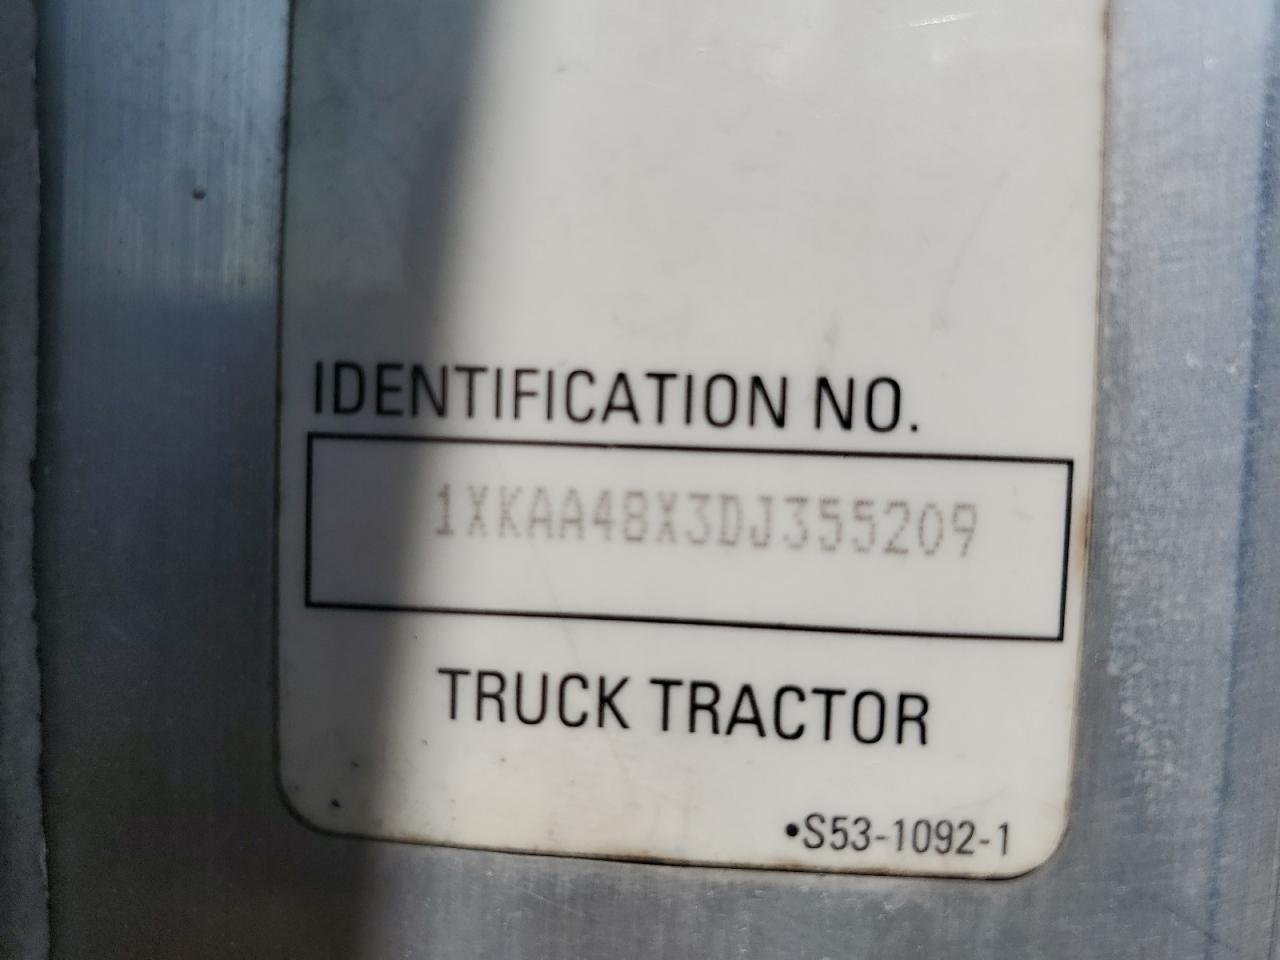 IDENTIFICATION NO.
1XKAA48X3DJ355209
TRUCK TRACTOR
•S53-1092-1